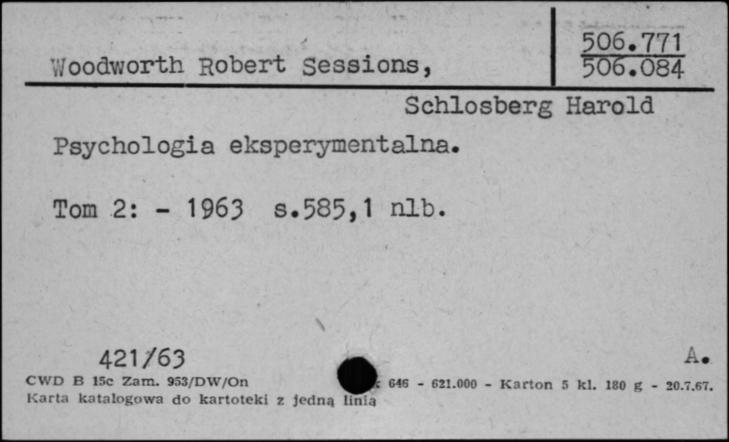 506.771
Woodworth Robert Sessions,
506.084
Schlosberg Harold
Psychologia eksperymentalna.
Tom 2: - 1963 s.585,1 nlb.
421/63
A.
CWD B 15c Zam. 953/DW/On 646 - 621.000 - Karton 5 kl. 180 g - 20.7.67.
Karta katalogowa do kartoteki z jedną linią